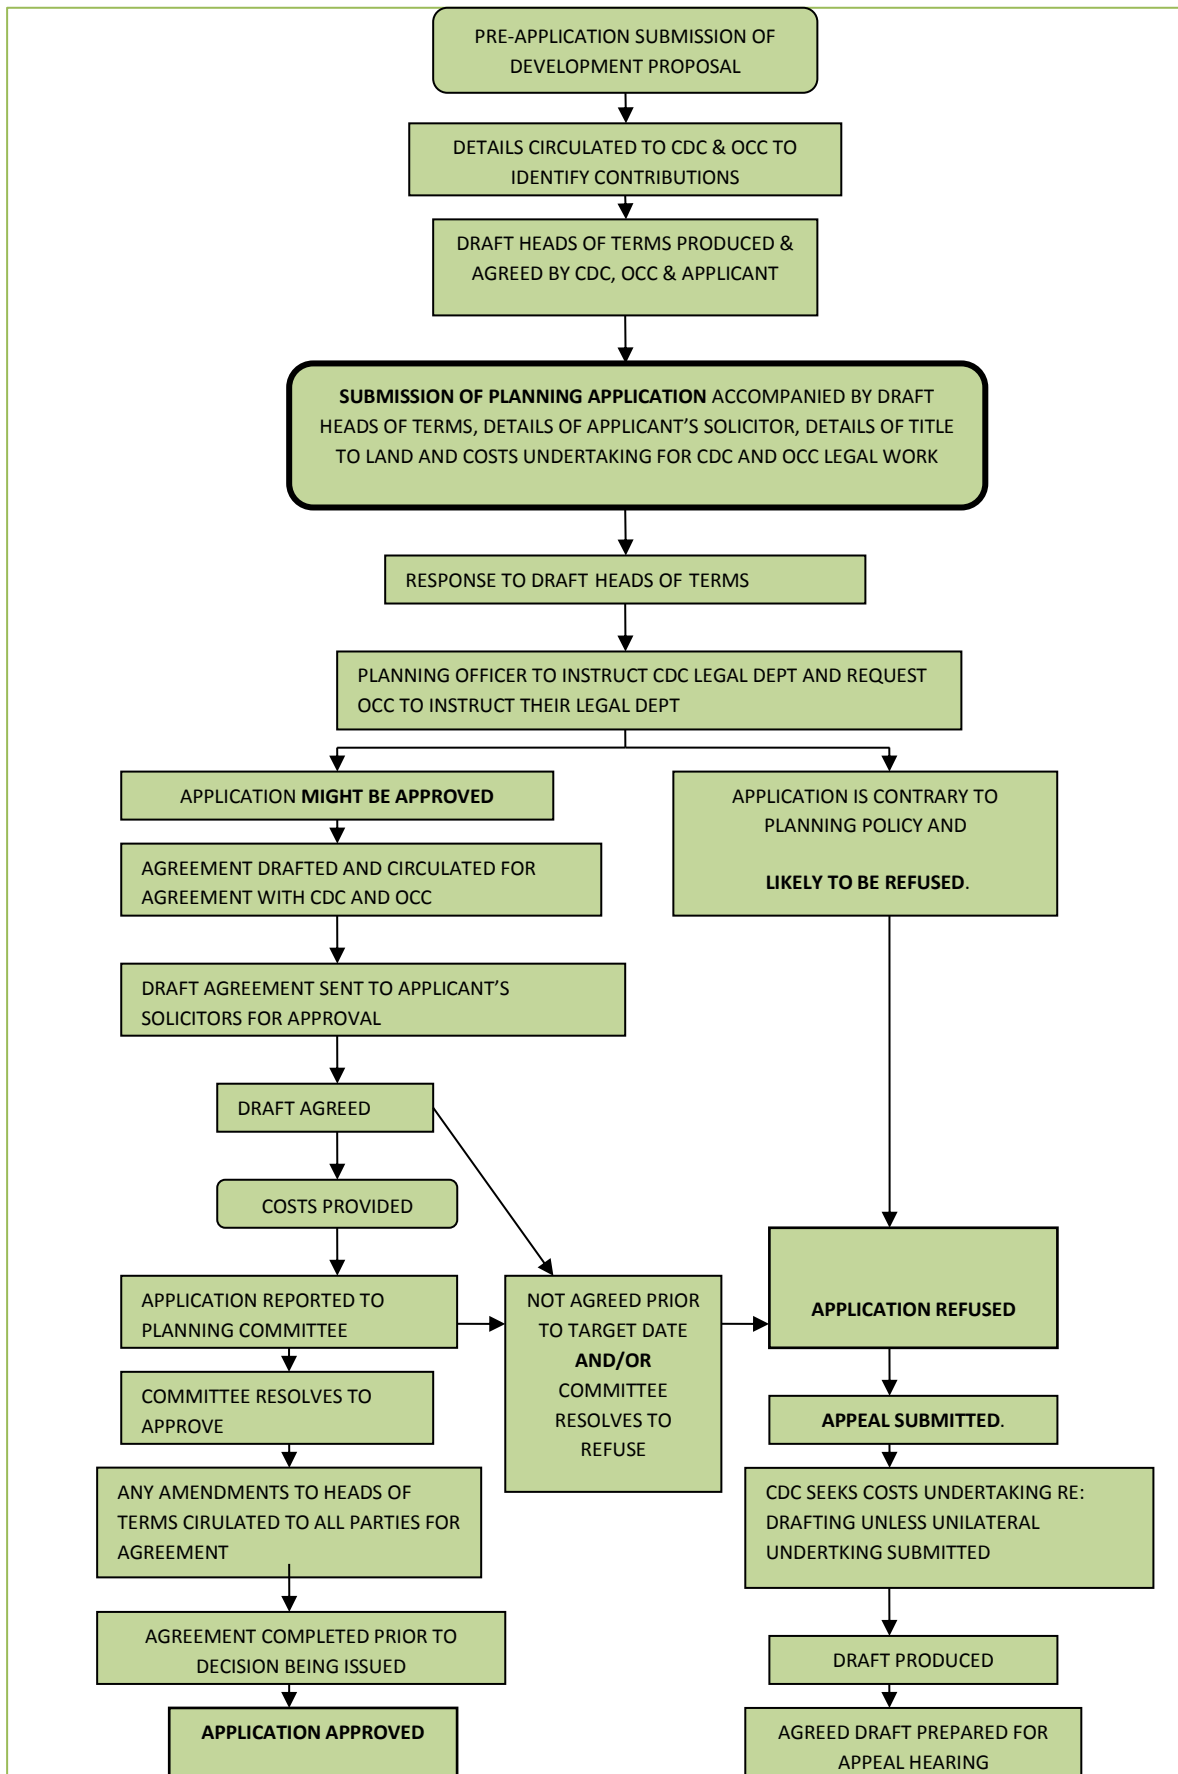 PRE-APPLICATION SUBMISSION OF
DEVELOPMENT PROPOSAL
DETAILS CIRCULATED TO CDC & OCC TO
IDENTIFY CONTRIBUTIONS
DRAFT HEADS OF TERMS PRODUCED &
AGREED BY CDC, OCC & APPLICANT
SUBMISSION OF PLANNING APPLICATION ACCOMPANIED BY DRAFT
HEADS OF TERMS, DETAILS OF APPLICANT’S SOLICITOR, DETAILS OF TITLE
TO LAND AND COSTS UNDERTAKING FOR CDC AND OCC LEGAL WORK
RESPONSE TO DRAFT HEADS OF TERMS
PLANNING OFFICER TO INSTRUCT CDC LEGAL DEPT AND REQUEST
OCC TO INSTRUCT THEIR LEGAL DEPT
APPLICATION MIGHT BE APPROVED
AGREEMENT DRAFTED AND CIRCULATED FOR
AGREEMENT WITH CDC AND OCC
DRAFT AGREEMENT SENT TO APPLICANT’S
SOLICITORS FOR APPROVAL
DRAFT AGREED
COSTS PROVIDED
APPLICATION REPORTED TO
PLANNING COMMITTEE
COMMITTEE RESOLVES TO
APPROVE
ANY AMENDMENTS TO HEADS OF
TERMS CIRULATED TO ALL PARTIES FOR
AGREEMENT
AGREEMENT COMPLETED PRIOR TO
DECISION BEING ISSUED
APPLICATION APPROVED
NOT AGREED PRIOR
TO TARGET DATE
AND/OR
COMMITTEE
RESOLVES TO
REFUSE
APPLICATION IS CONTRARY TO
PLANNING POLICY AND
LIKELY TO BE REFUSED.
APPLICATION REFUSED
APPEAL SUBMITTED.
CDC SEEKS COSTS UNDERTAKING RE:
DRAFTING UNLESS UNILATERAL
UNDERTKING SUBMITTED
DRAFT PRODUCED
AGREED DRAFT PREPARED FOR
APPEAL HEARING